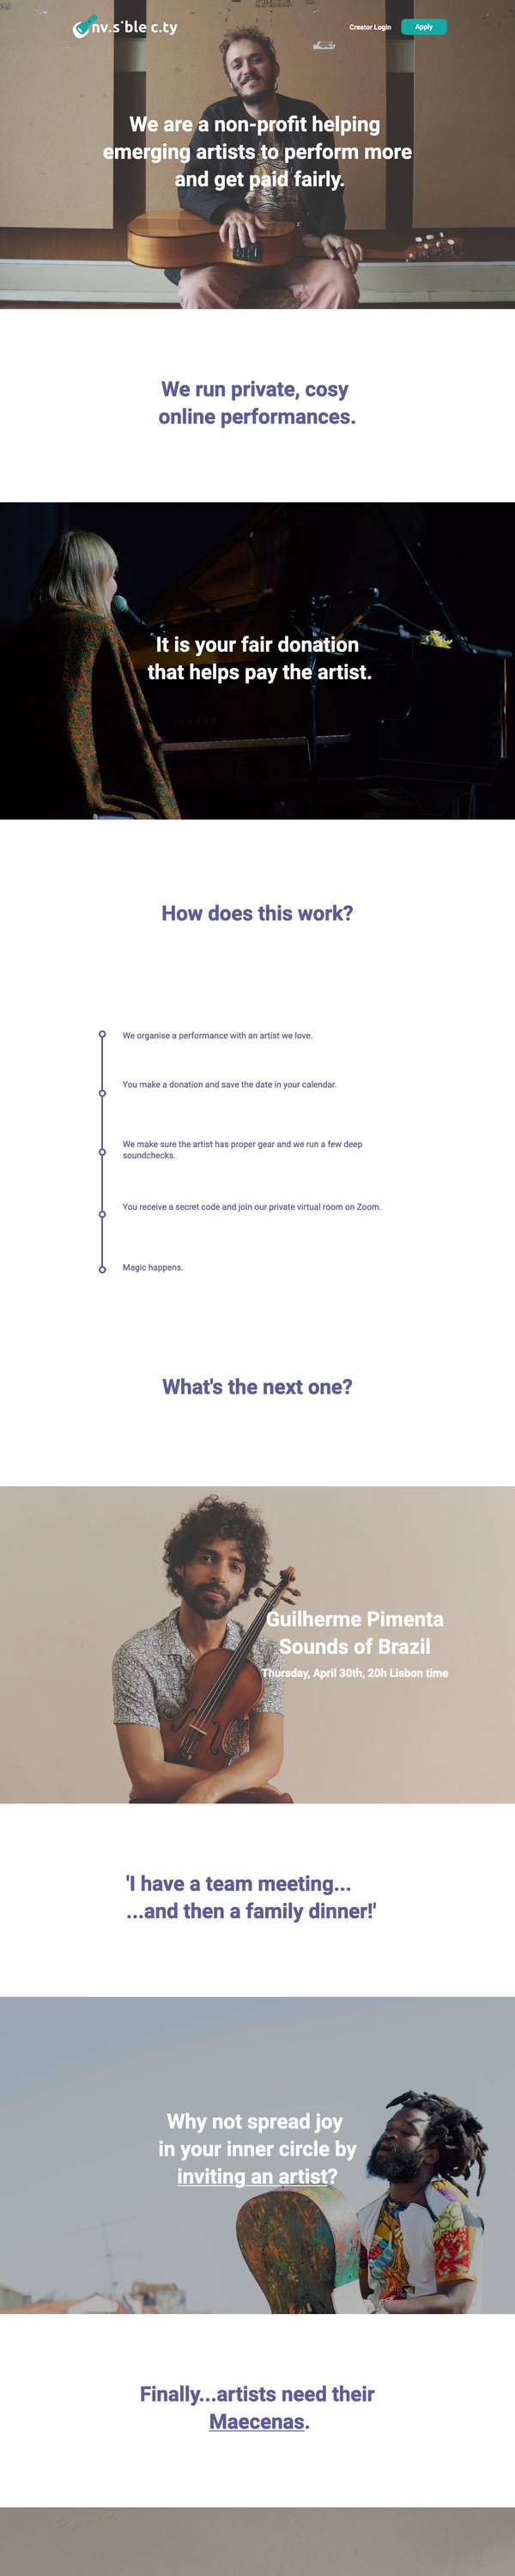 nv.s'ble c.ty
Creator Login
Apply
We are a non-profit helping
emerging artists to perform more
and get paid fairly.
We run private, cosy
online performances.
It is your fair donation
that helps pay the artist.
How does this work?
We organise a performance with an artist we love.
You make a donation and save the date in your calendar.
We make sure the artist has proper gear and we run a few deep
soundchecks.
You receive a secret code and join our private virtual room on Zoom.
Magic happens.
What's the next one?
Guilherme Pimenta
Sounds of Brazil
Thursday, April 30th, 20h Lisbon time
'I have a team meeting...
...and then a family dinner!'
Why not spread joy
in your inner circle by
inviting an artist?
Finally...artists need their
Maecenas.